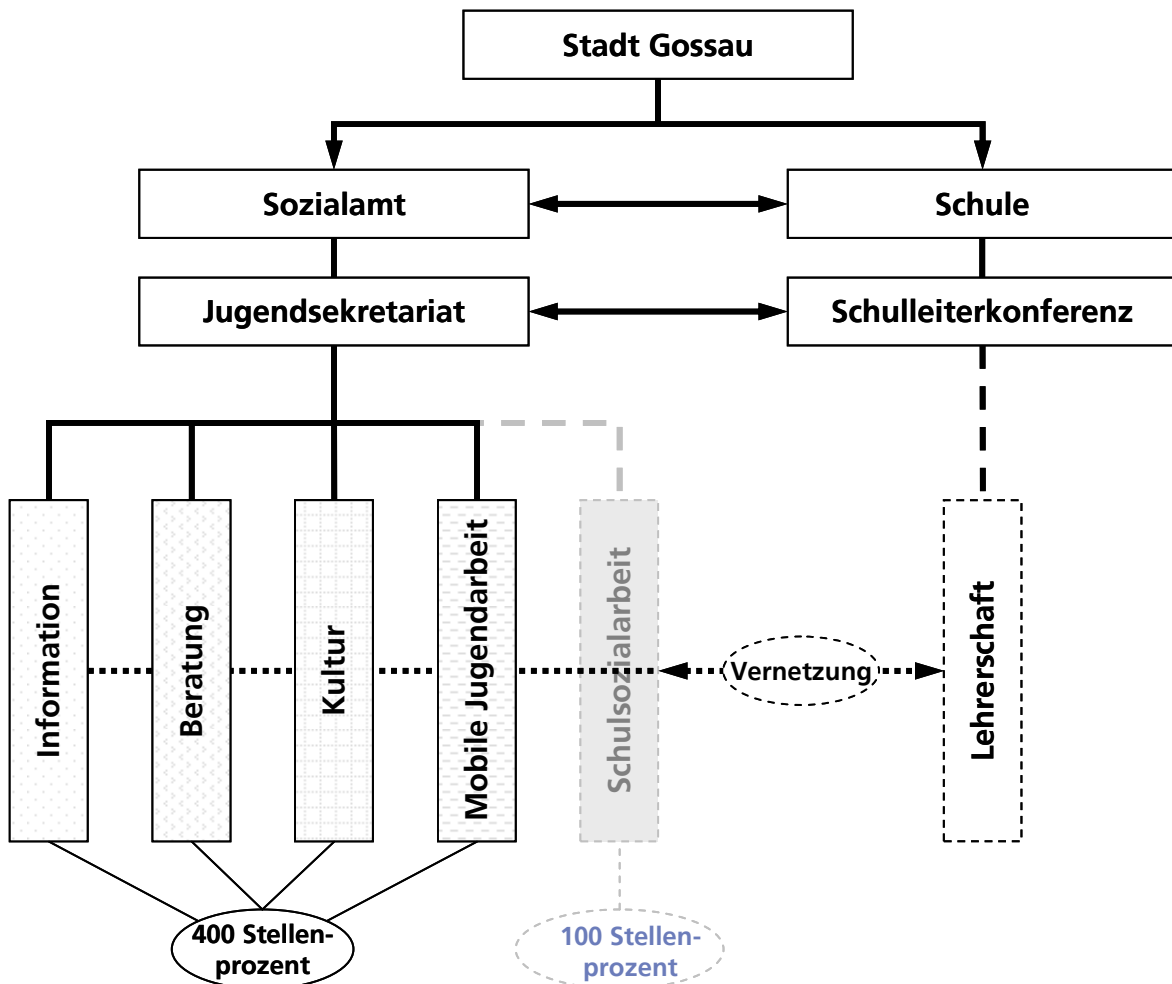 Stadt Gossau
Sozialamt
Schule
Jugendsekretariat
Schulleiterkonferenz
Information
Beratung
Kultur
Mobile Jugendarbeit
Schulsozialarbeit
Vernetzung
Lehrerschaft
400 Stellen-
prozent
100 Stellen-
prozent